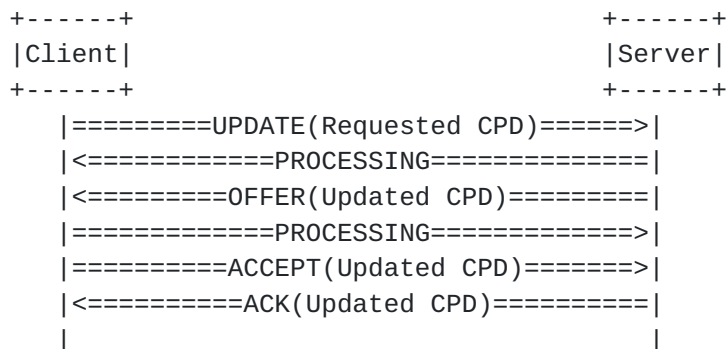 +------+                              +------+
|Client|                              |Server|
+------+                              +------+
   |=========UPDATE(Requested CPD)======>|
   |<============PROCESSING==============|
   |<=========OFFER(Updated CPD)=========|
   |=============PROCESSING=============>|
   |==========ACCEPT(Updated CPD)=======>|
   |<==========ACK(Updated CPD)==========|
   |                                     |